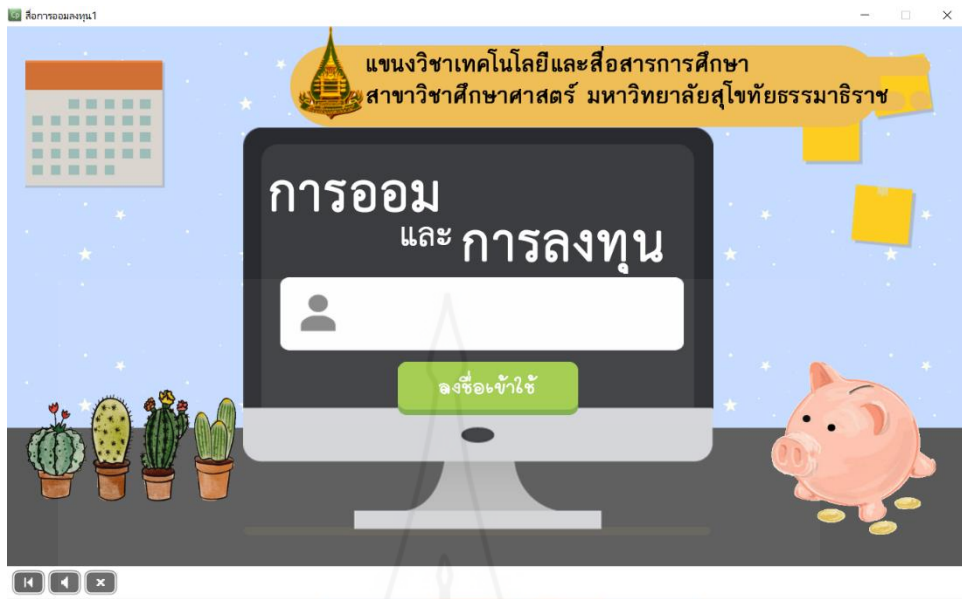 สื่อการออมลงทุน1
แขนงวิชาเทคโนโลยีและสื่อสารการศึกษา
สาขาวิชาศึกษาศาสตร์ มหาวิทยาลัยสุโขทัยธรรมาธิราช
การออม
และ การลงทุน
ลงชื่อเข้าใช้